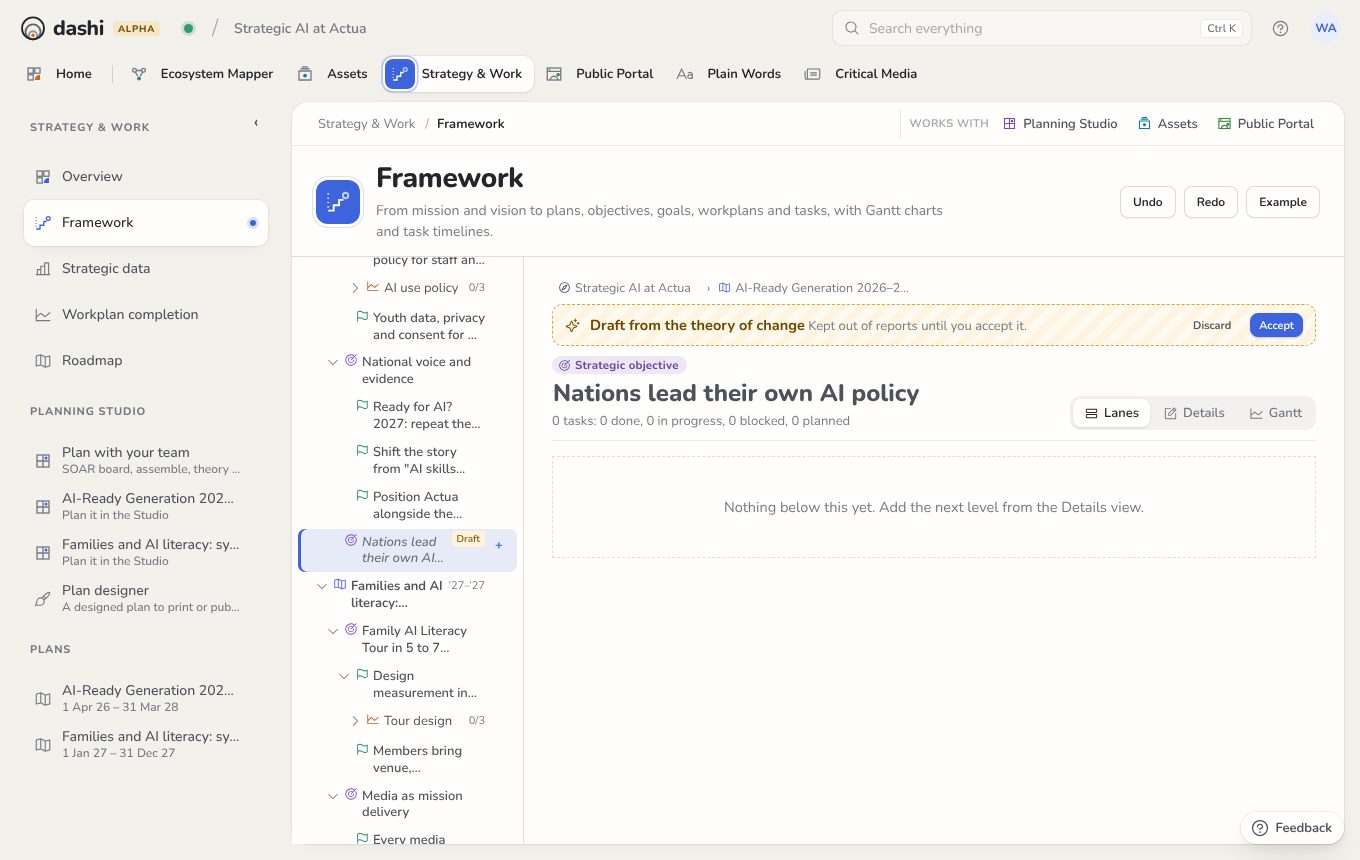 dashi ALPHA / Strategic AI at Actua
Search everything Ctrl K
WA
Home
Ecosystem Mapper
Assets
Strategy & Work
Public Portal
Aa Plain Words
Critical Media
STRATEGY & WORK
Overview
Framework
Strategic data
Workplan completion
Roadmap
PLANNING STUDIO
Plan with your team
SOAR board, assemble, theory ...
AI-Ready Generation 202...
Plan it in the Studio
Families and AI literacy: sy...
Plan it in the Studio
Plan designer
A designed plan to print or pub...
PLANS
AI-Ready Generation 202...
1 Apr 26 – 31 Mar 28
Families and AI literacy: sy...
1 Jan 27 – 31 Dec 27
Strategy & Work / Framework
WORKS WITH Planning Studio Assets Public Portal
Framework
From mission and vision to plans, objectives, goals, workplans and tasks, with Gantt charts
and task timelines.
Undo Redo Example
policy for staff an...
AI use policy 0/3
Youth data, privacy
and consent for ...
National voice and
evidence
Ready for AI?
2027: repeat the...
Shift the story
from "AI skills...
Position Actua
alongside the...
Nations lead Draft +
their own AI...
Families and AI '27–'27
literacy:...
Family AI Literacy
Tour in 5 to 7...
Design
measurement in...
Tour design 0/3
Members bring
venue,...
Media as mission
delivery
Every media
Strategic AI at Actua › AI-Ready Generation 2026–2...
Draft from the theory of change Kept out of reports until you accept it. Discard Accept
Strategic objective
Nations lead their own AI policy
0 tasks: 0 done, 0 in progress, 0 blocked, 0 planned
Lanes Details Gantt
Nothing below this yet. Add the next level from the Details view.
Feedback